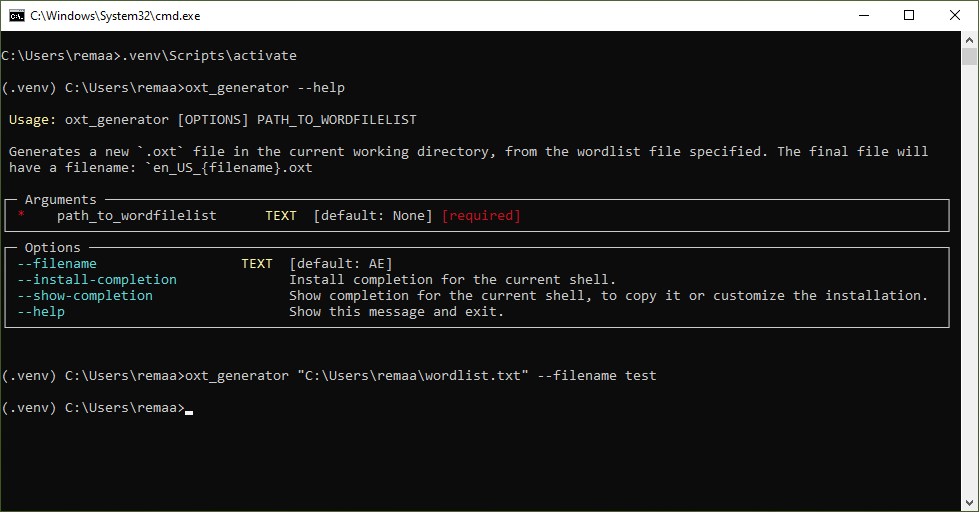 C:\Windows\System32\cmd.exe
C:\Users\remaa>.venv\Scripts\activate
(.venv) C:\Users\remaa>oxt_generator --help
Usage: oxt_generator [OPTIONS] PATH_TO_WORDFILELIST
Generates a new `.oxt` file in the current working directory, from the wordlist file specified. The final file will
have a filename: `en_US_{filename}.oxt
Arguments
* path_to_wordfilelist TEXT [default: None] [required]
Options
--filename TEXT [default: AE]
--install-completion Install completion for the current shell.
--show-completion Show completion for the current shell, to copy it or customize the installation.
--help Show this message and exit.
(.venv) C:\Users\remaa>oxt_generator "C:\Users\remaa\wordlist.txt" --filename test
(.venv) C:\Users\remaa>